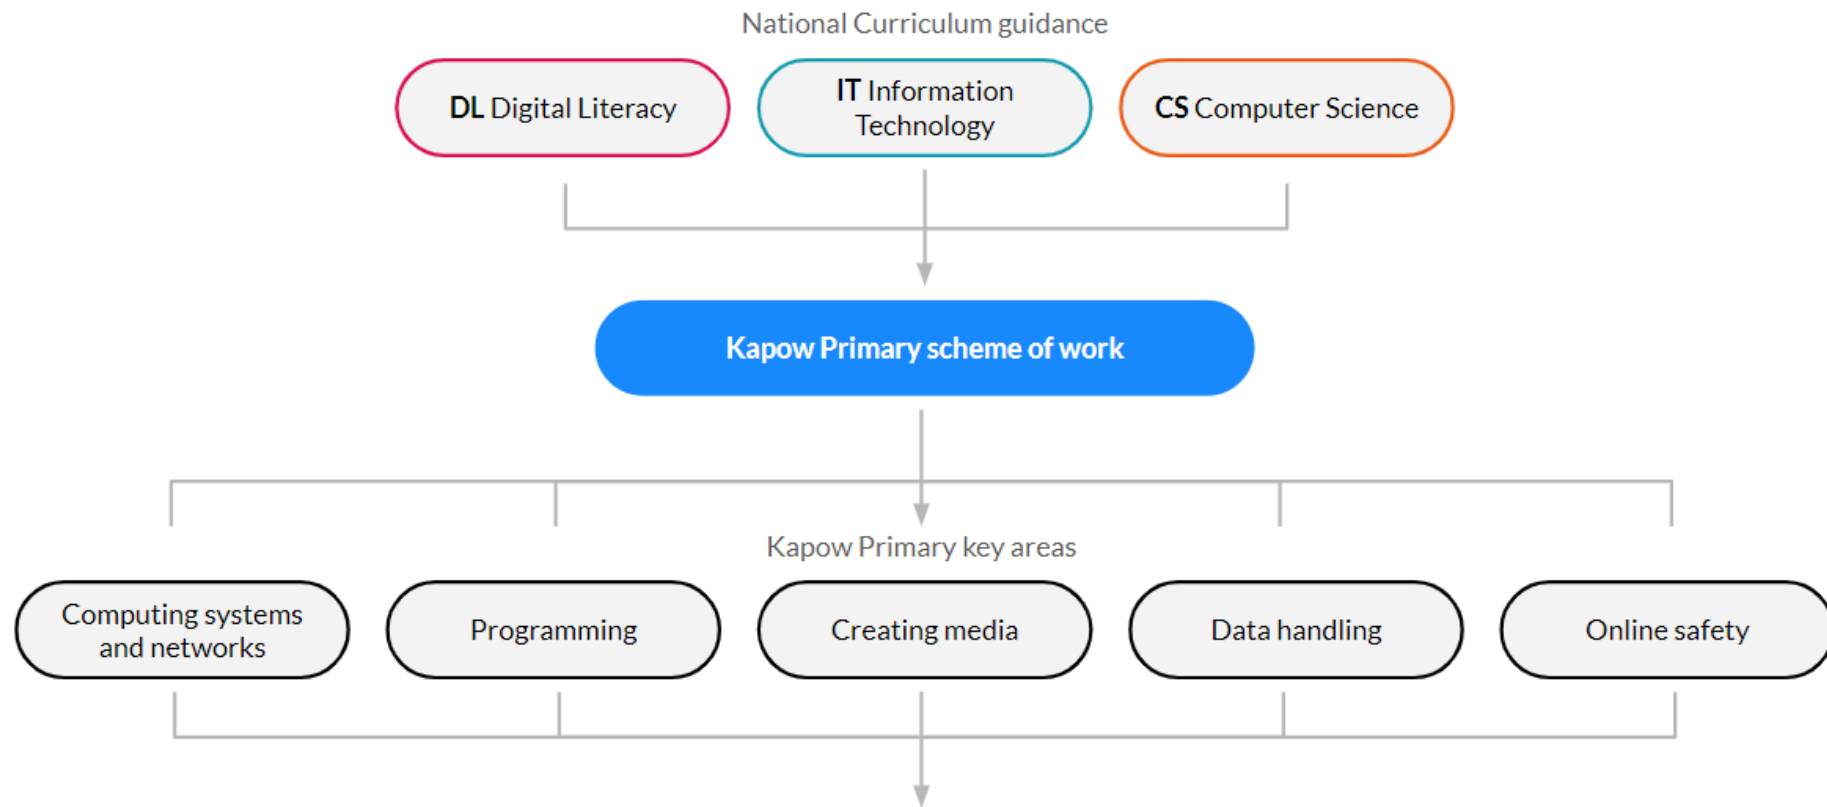 National Curriculum guidance
DL Digital Literacy
IT Information
Technology
CS Computer Science
Kapow Primary scheme of work
Kapow Primary key areas
Computing systems
and networks
Programming
Creating media
Data handling
Online safety